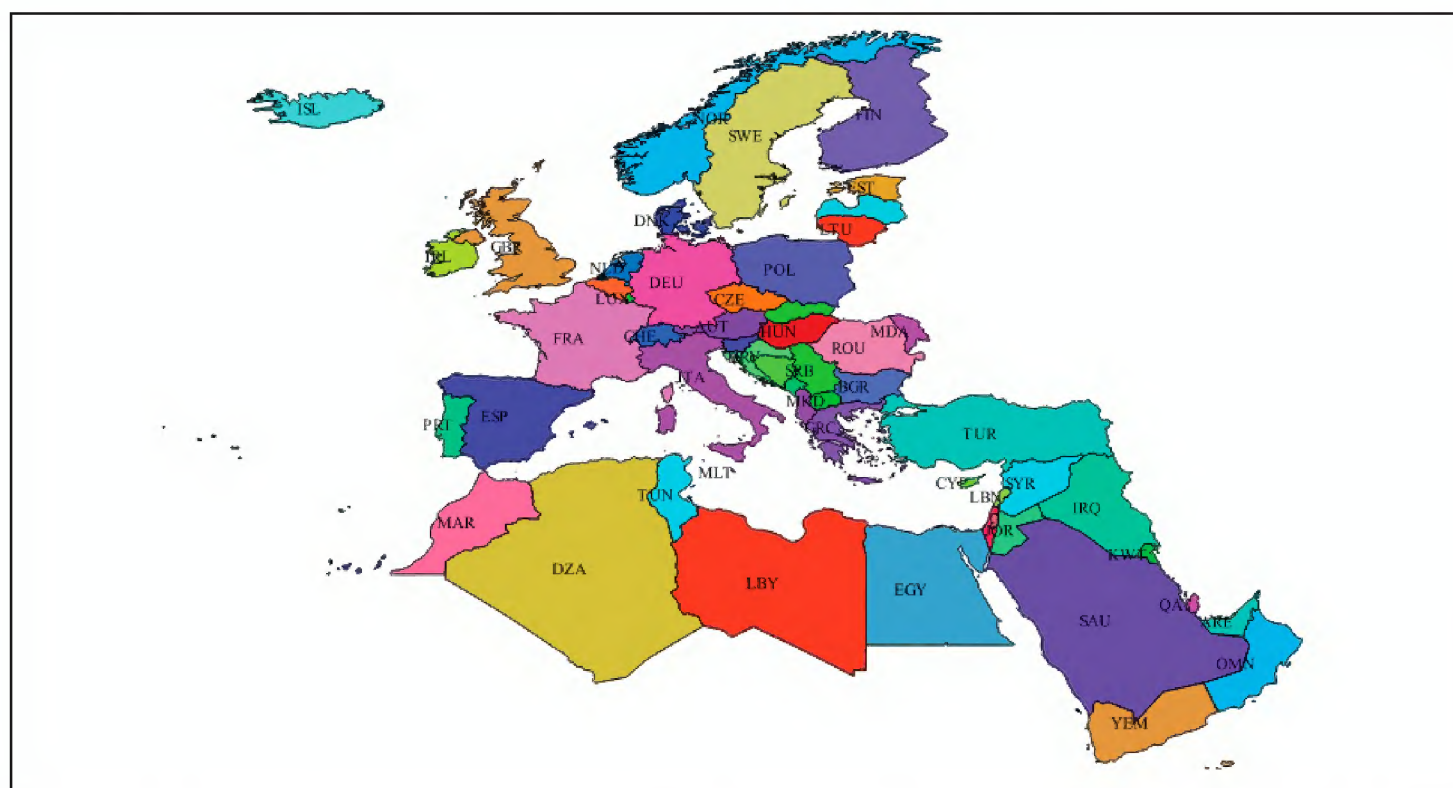 ISL
NOR
FIN
SWE
EST
DNK
LTU
IRL
GBR
NLD
DEU
POL
LUX
CZE
FRA
CHE
AUT
HUN
MDA
ROU
ITA
SRB
BGR
MKD
PRT
ESP
GRC
TUR
MLT
TUN
CYP
LBN
SYR
MAR
JOR
IRQ
KWT
DZA
LBY
EGY
QAT
SAU
ARE
OMN
YEM